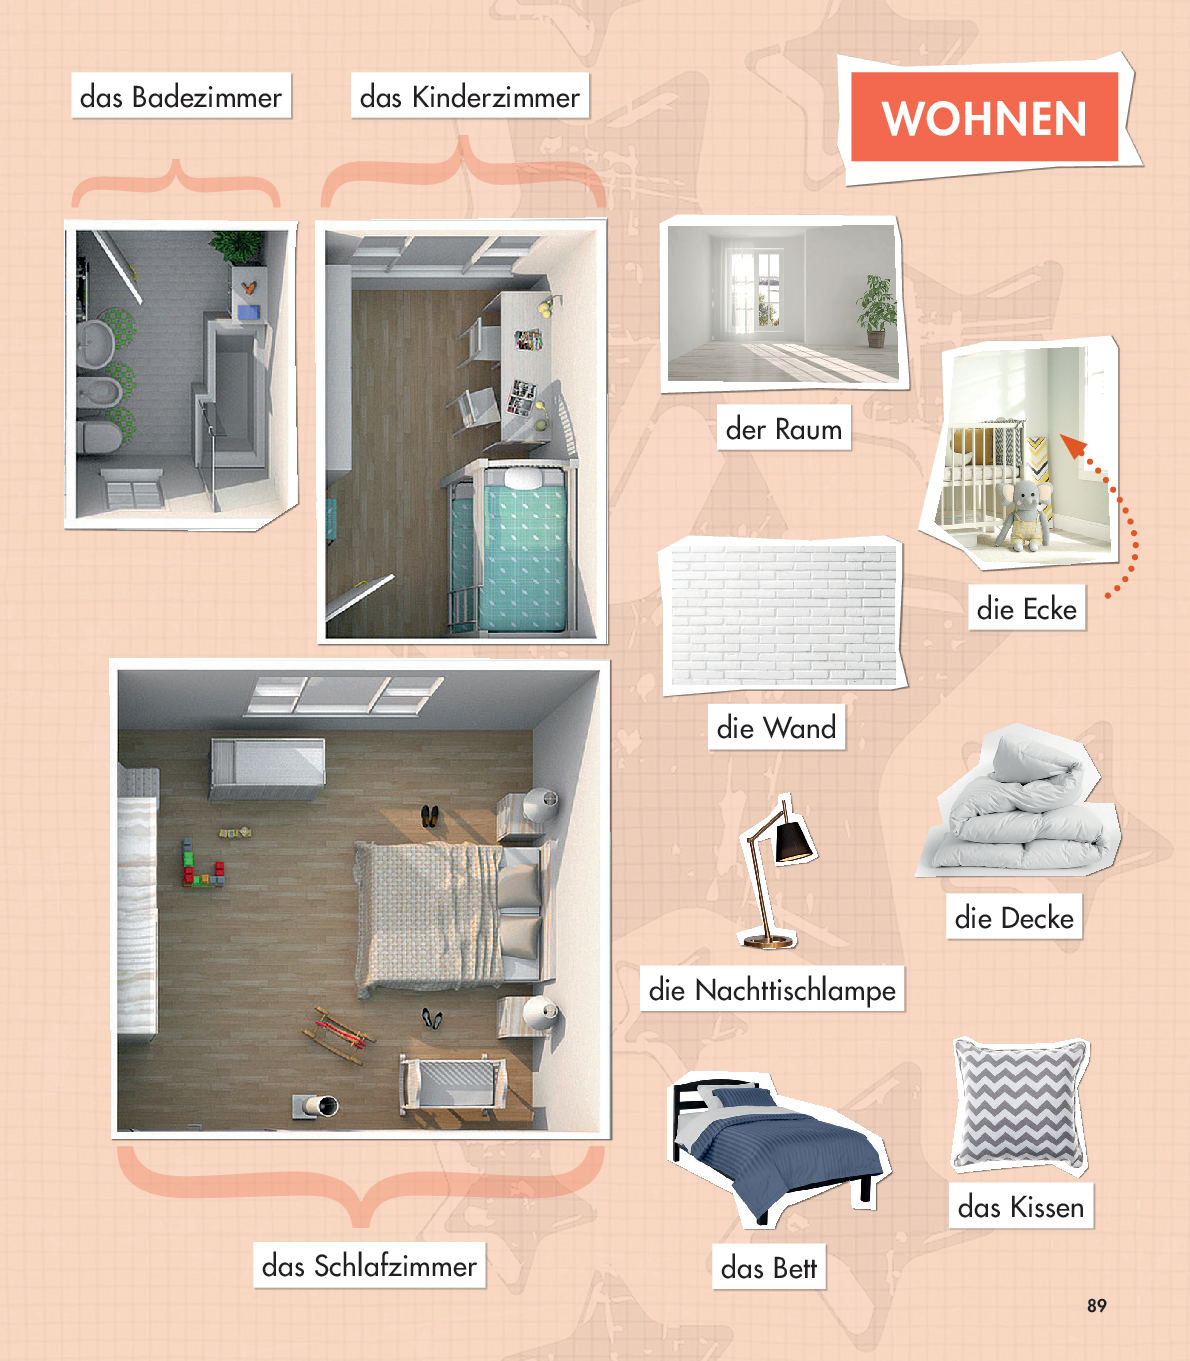 das Badezimmer
das Kinderzimmer
WOHNEN
der Raum
die Ecke
die Wand
die Decke
die Nachttischlampe
das Kissen
das Schlafzimmer
das Bett
89